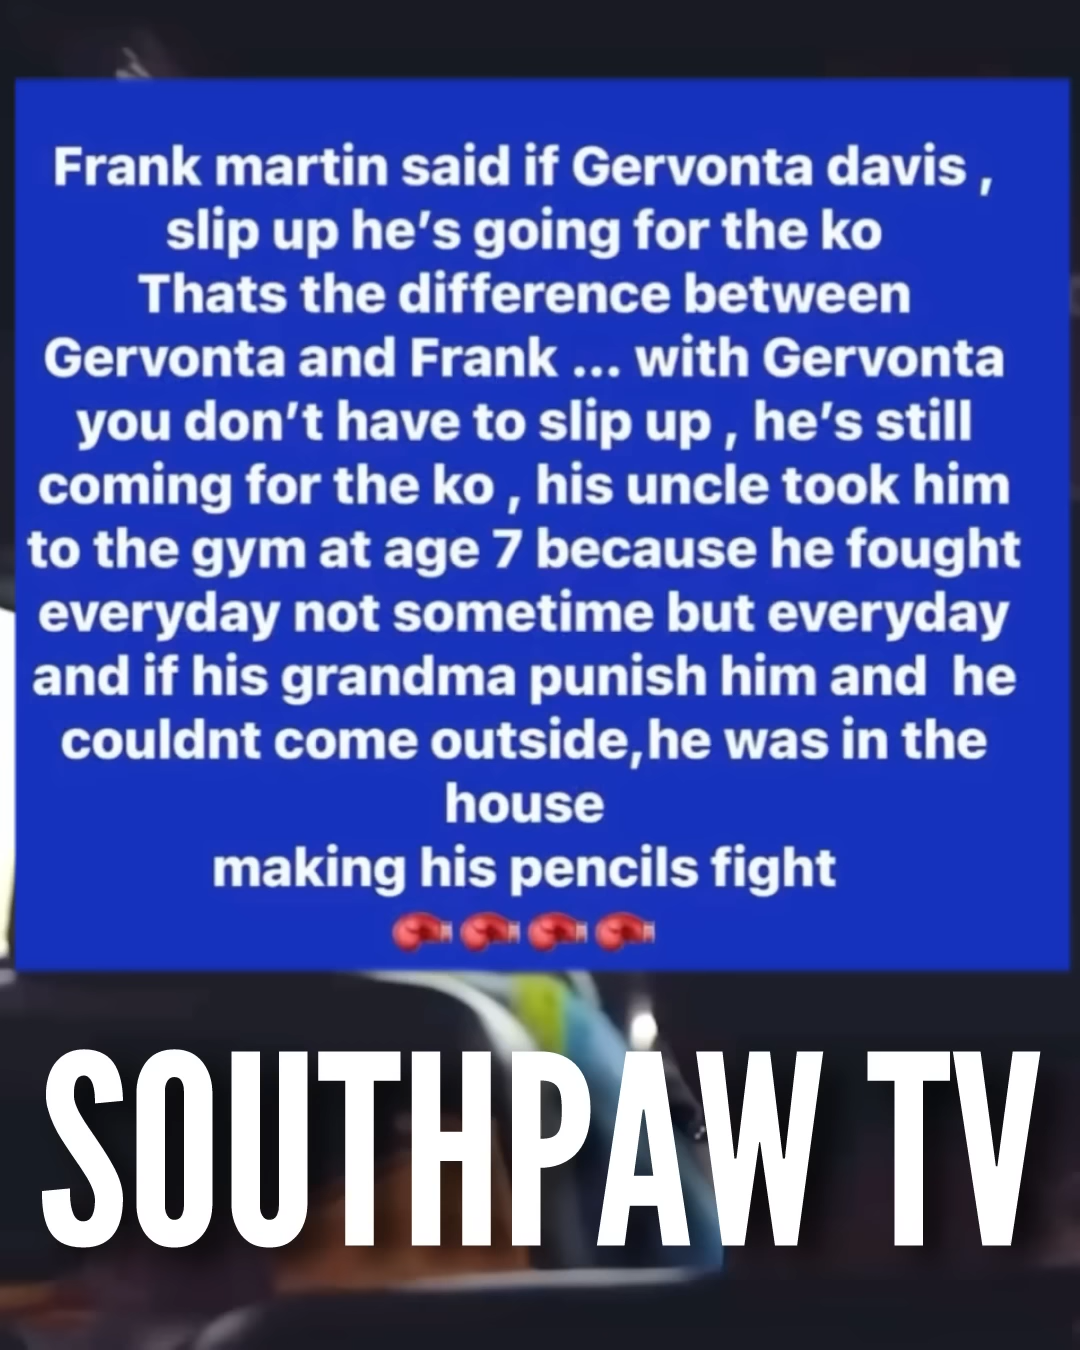 Frank martin said if Gervonta davis ,
slip up he’s going for the ko
Thats the difference between
Gervonta and Frank ... with Gervonta
you don’t have to slip up , he’s still
coming for the ko , his uncle took him
to the gym at age 7 because he fought
everyday not sometime but everyday
and if his grandma punish him and  he
couldnt come outside,he was in the
house
making his pencils fight
🥊🥊🥊🥊
SOUTHPAW TV